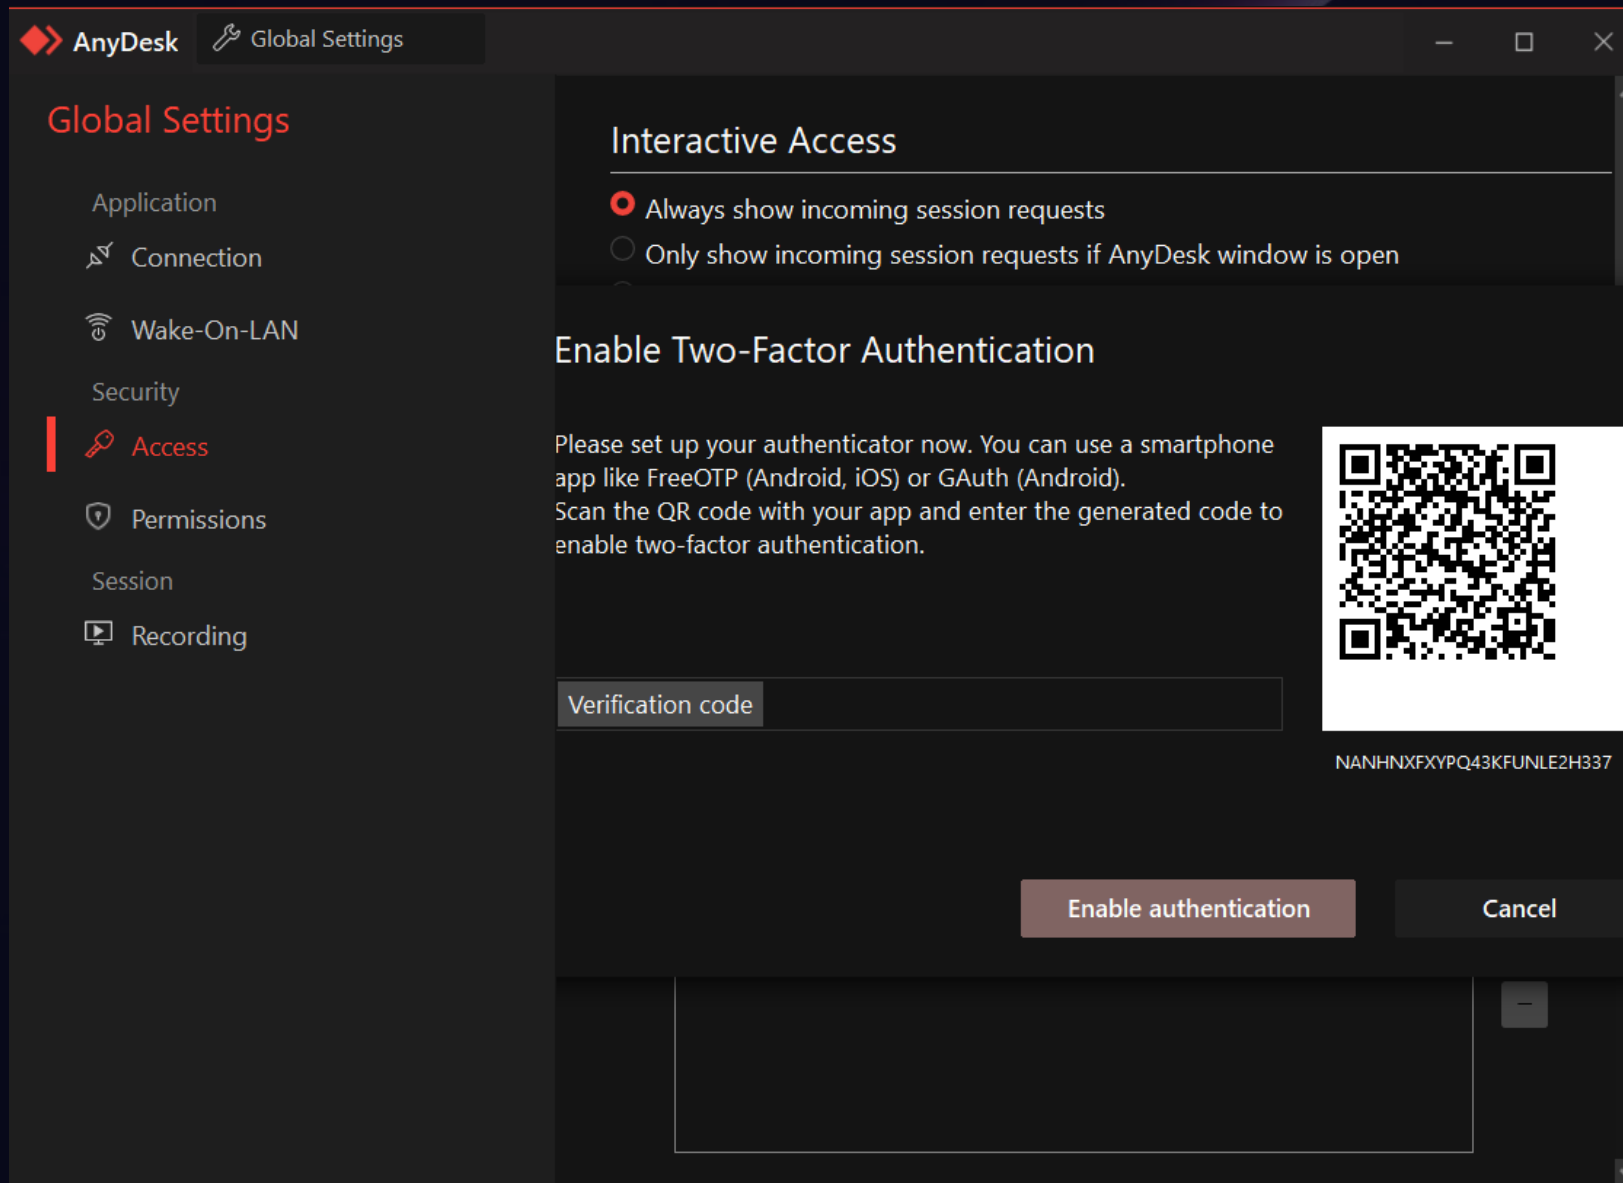 AnyDesk
Global Settings
Global Settings
Application
Connection
Wake-On-LAN
Security
Access
Permissions
Session
Recording
Interactive Access
Always show incoming session requests
Only show incoming session requests if AnyDesk window is open
Enable Two-Factor Authentication
Please set up your authenticator now. You can use a smartphone
app like FreeOTP (Android, iOS) or GAuth (Android).
Scan the QR code with your app and enter the generated code to
enable two-factor authentication.
Verification code
NANHNXFXYPQ43KFUNLE2H337
Enable authentication
Cancel